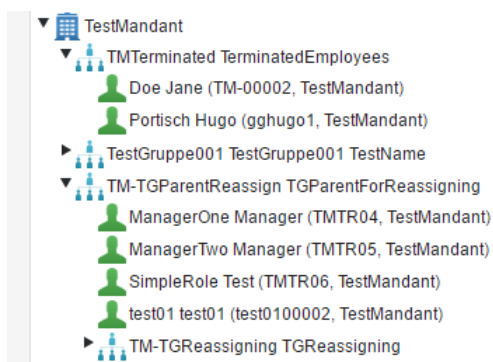 TestMandant
TMTerminated TerminatedEmployees
Doe Jane (TM-00002, TestMandant)
Portisch Hugo (gghugo1, TestMandant)
TestGruppe001 TestGruppe001 TestName
TM-TGParentReassign TGParentForReassigning
ManagerOne Manager (TMTR04, TestMandant)
ManagerTwo Manager (TMTR05, TestMandant)
SimpleRole Test (TMTR06, TestMandant)
test01 test01 (test0100002, TestMandant)
TM-TGReassigning TGReassigning